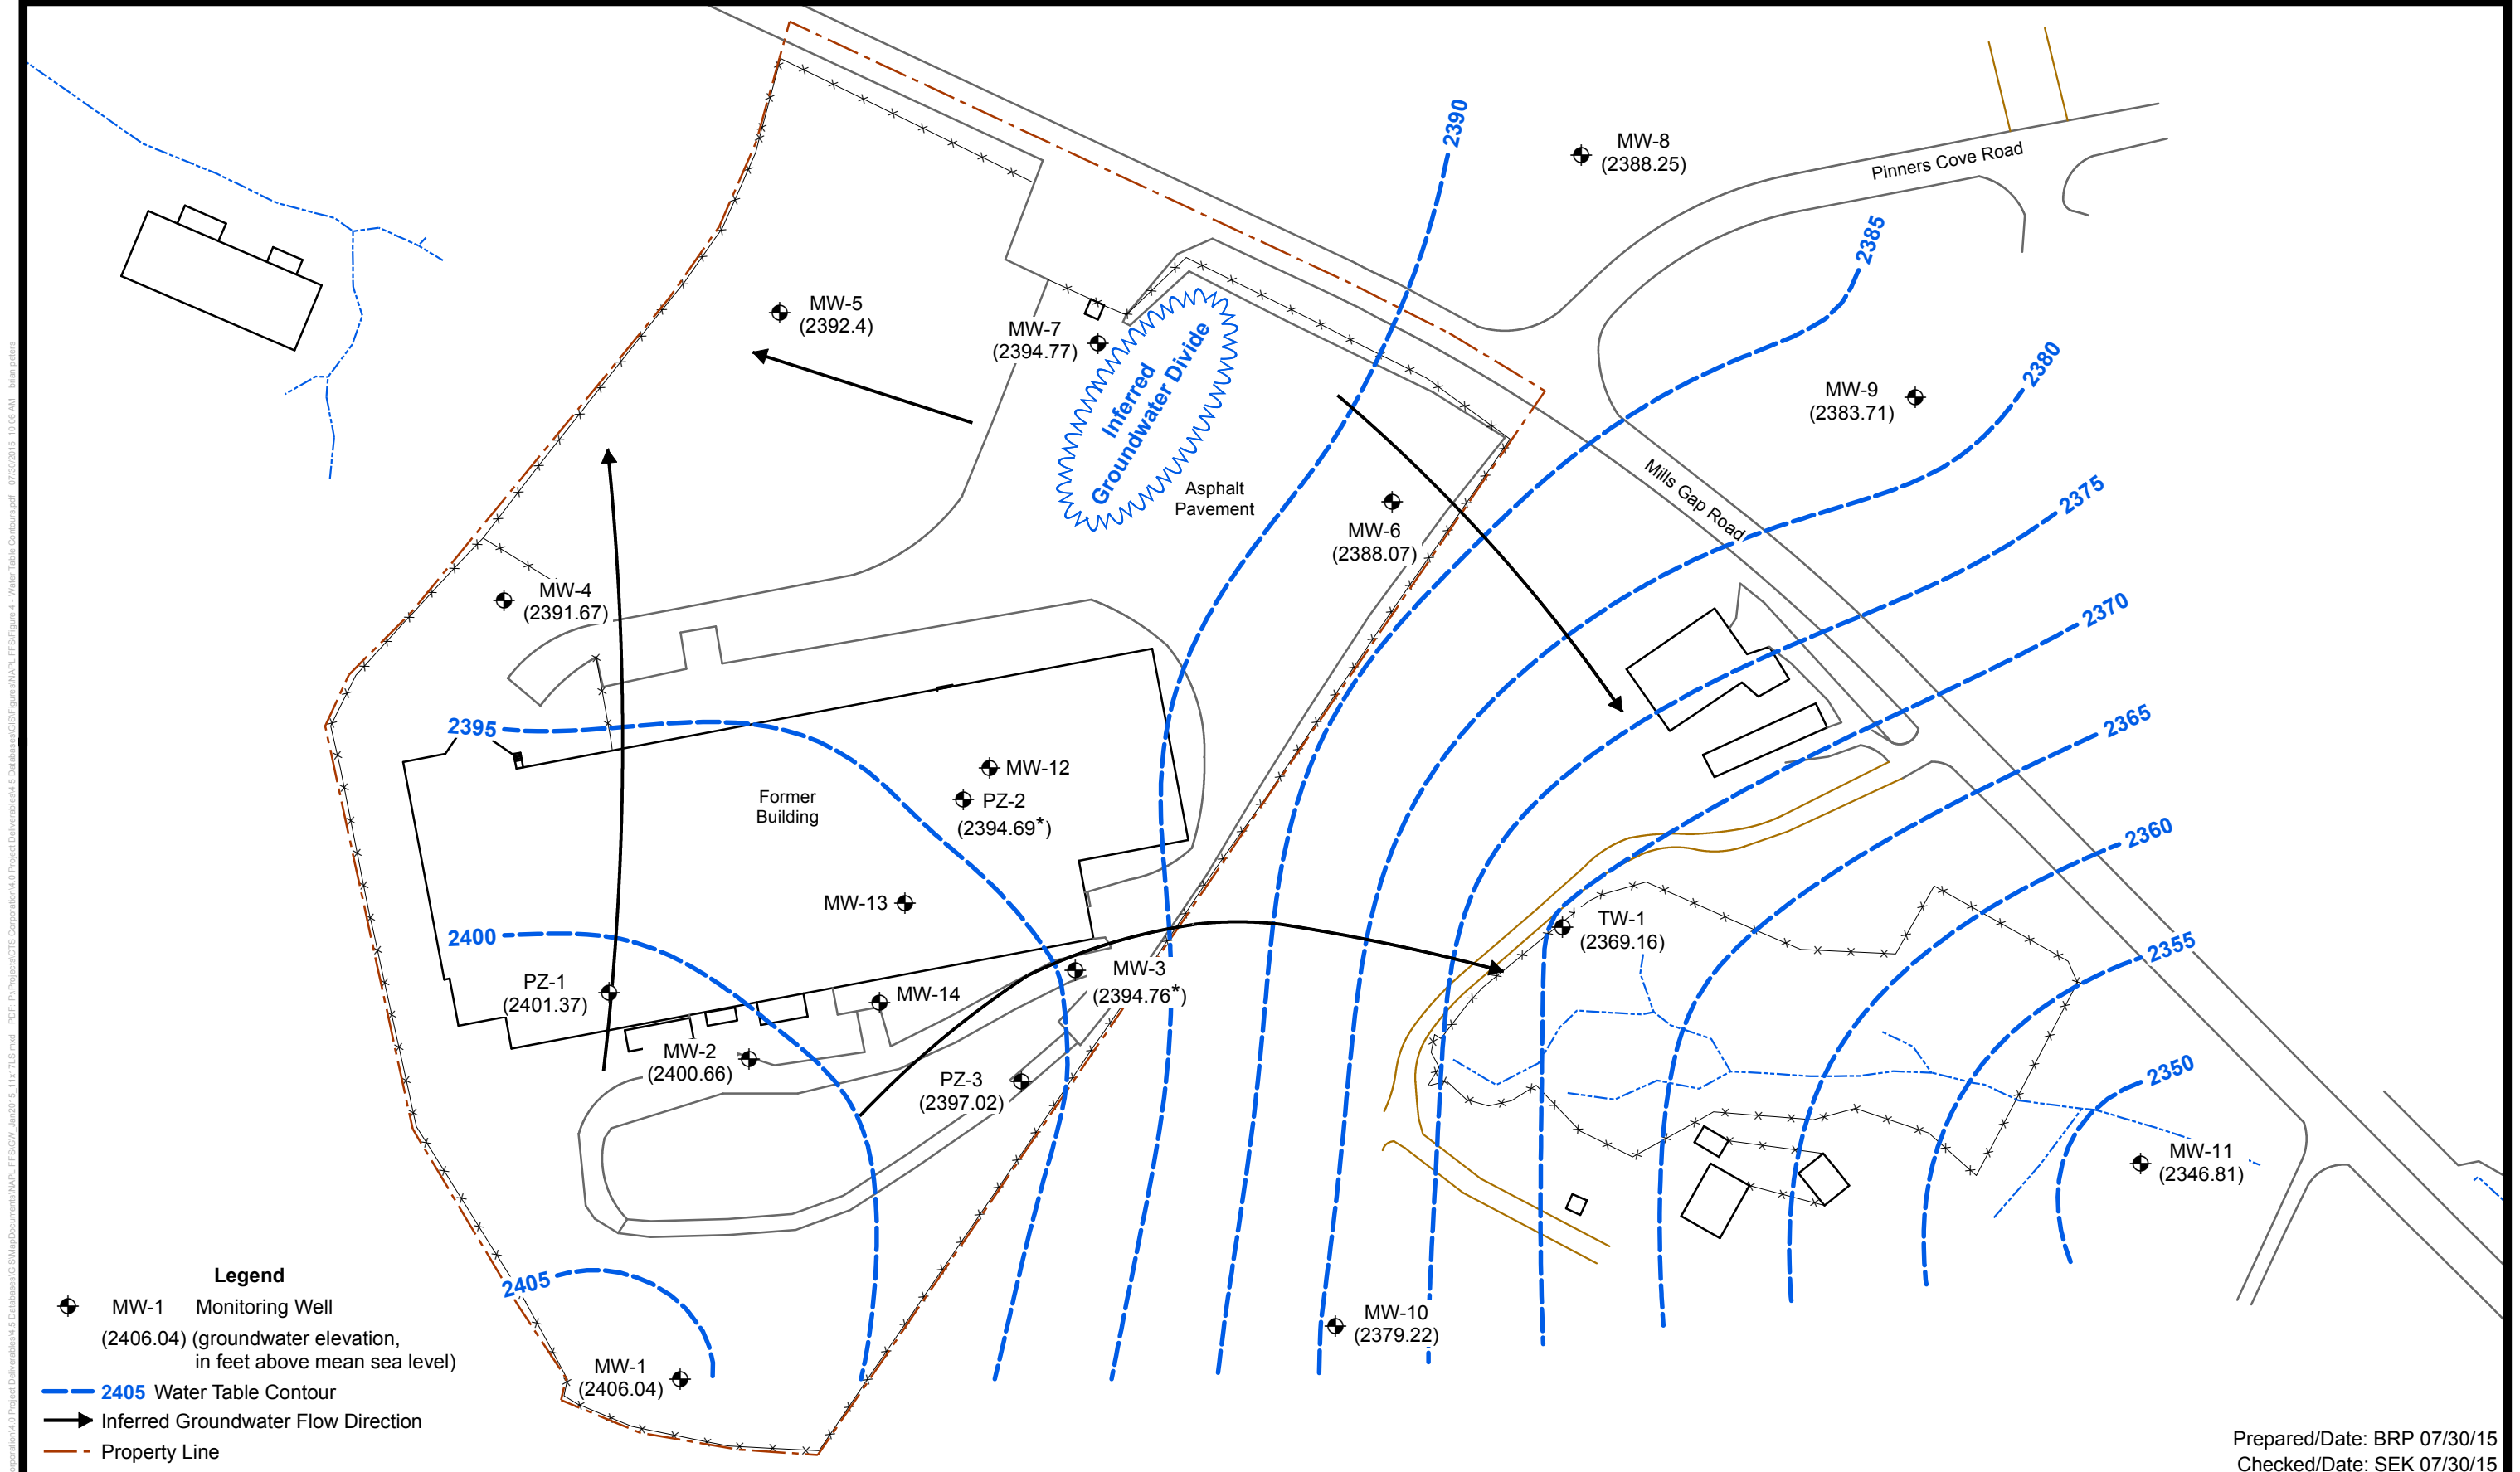 2390
MW-8
(2388.25)
Pinners Cove Road
2385
MW-5
(2392.4)
MW-7
(2394.77)
Inferred
Groundwater Divide
2380
MW-9
(2383.71)
Asphalt
Pavement
MW-6
(2388.07)
Mills Gap Road
2375
MW-4
(2391.67)
2370
2395
2365
MW-12
PZ-2
(2394.69*)
Former
Building
2360
MW-13
TW-1
(2369.16)
2400
2355
PZ-1
(2401.37)
MW-14
MW-3
(2394.76*)
MW-2
(2400.66)
PZ-3
(2397.02)
2350
MW-11
(2346.81)
2405
MW-10
(2379.22)
MW-1
(2406.04)
Legend
MW-1 Monitoring Well
(2406.04) (groundwater elevation,
in feet above mean sea level)
2405 Water Table Contour
Inferred Groundwater Flow Direction
Property Line
Prepared/Date: BRP 07/30/15
Checked/Date: SEK 07/30/15